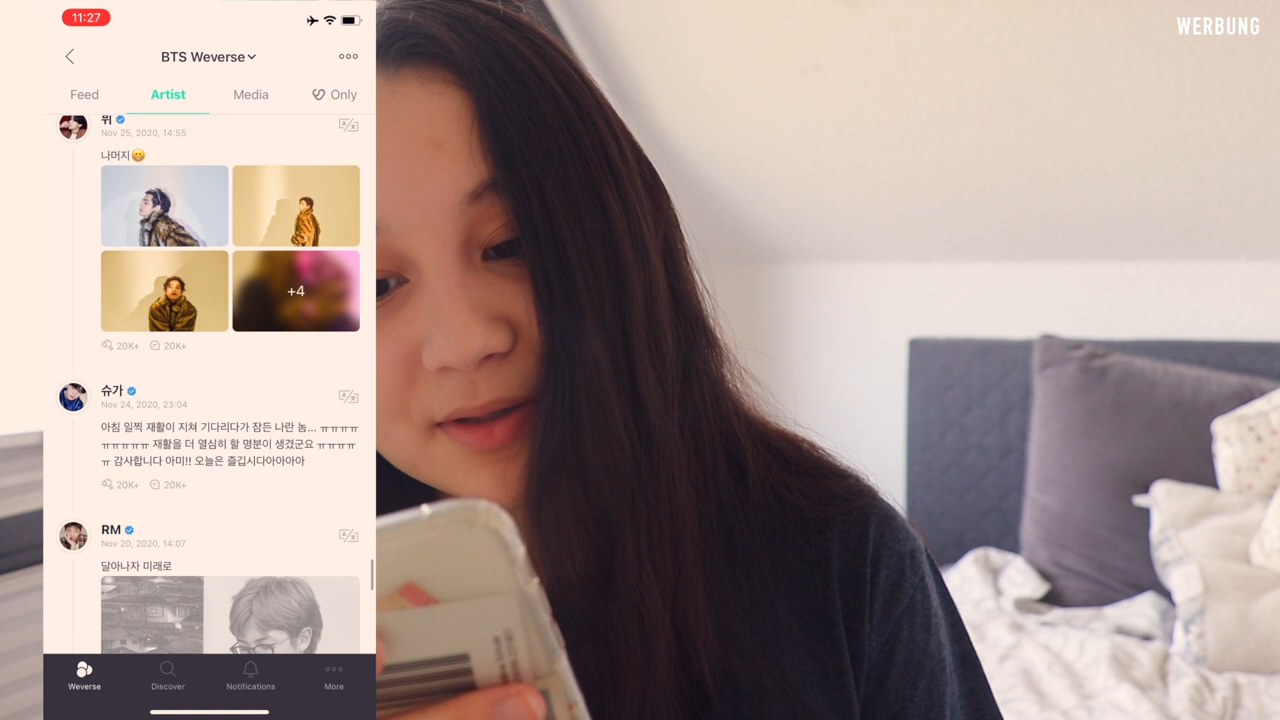 11:27
WERBUNG
BTS Weverse
Feed
Artist
Media
Only
뷔
Nov 25, 2020, 14:55
나머지😁
+4
20K+
20K+
슈가
Nov 24, 2020, 23:04
아침 일찍 재활이 지쳐 기다리다가 잠든 나란 놈... ㅠㅠㅠㅠ
ㅠㅠㅠㅠㅠ 재활을 더 열심히 할 명분이 생겼군요 ㅠㅠㅠㅠ
ㅠ 감사합니다 아미!! 오늘은 즐깁시다아아아아
20K+
20K+
RM
Nov 20, 2020, 14:07
달아나자 미래로
Weverse
Discover
Notifications
More